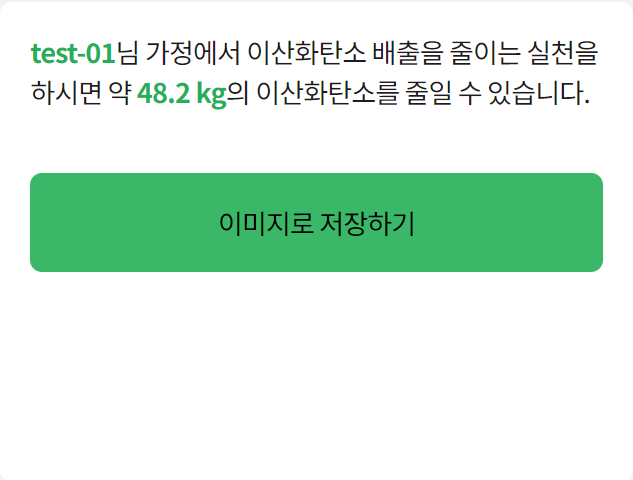 test-01님 가정에서 이산화탄소 배출을 줄이는 실천을
하시면 약 48.2 kg의 이산화탄소를 줄일 수 있습니다.
이미지로 저장하기